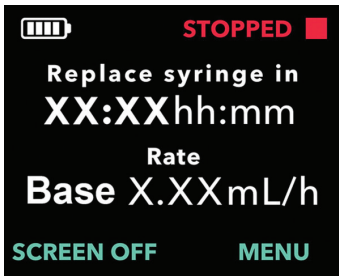 STOPPED
Replace syringe in
XX:XXhh:mm
Rate
Base X.XXmL/h
SCREEN OFF MENU